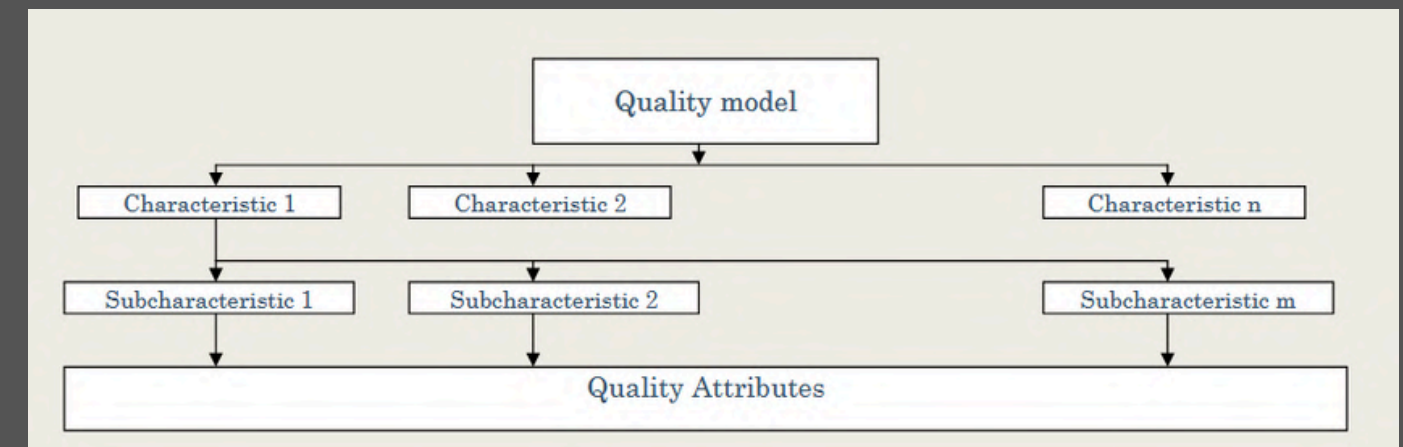 Quality model
Characteristic 1
Characteristic 2
Characteristic n
Subcharacteristic 1
Subcharacteristic 2
Subcharacteristic m
Quality Attributes